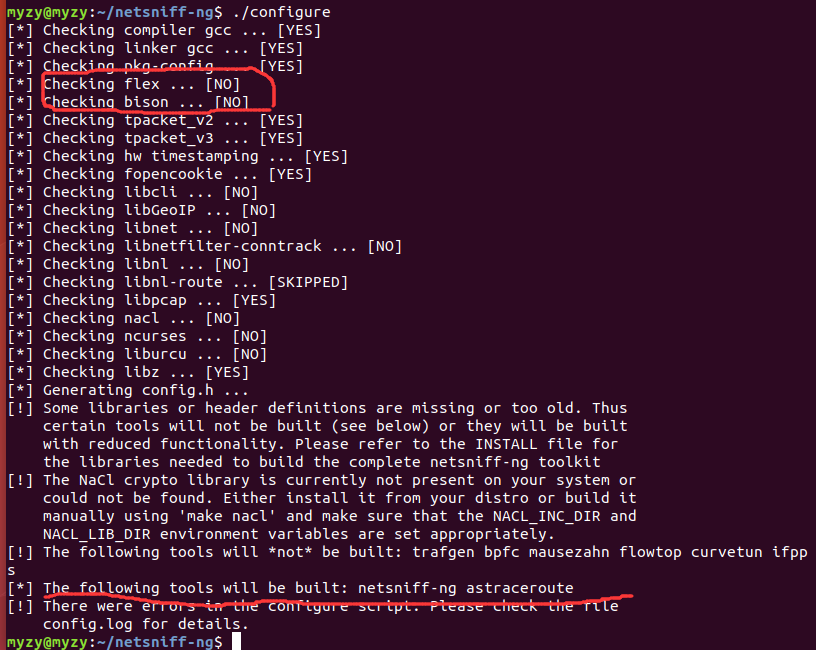 myzy@myzy:~/netsniff-ng$ ./configure
[*] Checking compiler gcc ... [YES]
[*] Checking linker gcc ... [YES]
[*] Checking pkg-config ... [YES]
[*] Checking flex ... [NO]
[*] Checking bison ... [NO]
[*] Checking tpacket_v2 ... [YES]
[*] Checking tpacket_v3 ... [YES]
[*] Checking hw timestamping ... [YES]
[*] Checking fopencookie ... [YES]
[*] Checking libcli ... [NO]
[*] Checking libGeoIP ... [NO]
[*] Checking libnet ... [NO]
[*] Checking libnetfilter-conntrack ... [NO]
[*] Checking libnl ... [NO]
[*] Checking libnl-route ... [SKIPPED]
[*] Checking libpcap ... [YES]
[*] Checking nacl ... [NO]
[*] Checking ncurses ... [NO]
[*] Checking liburcu ... [NO]
[*] Checking libz ... [YES]
[*] Generating config.h ...
[!] Some libraries or header definitions are missing or too old. Thus
certain tools will not be built (see below) or they will be built
with reduced functionality. Please refer to the INSTALL file for
the libraries needed to build the complete netsniff-ng toolkit
[!] The NaCl crypto library is currently not present on your system or
could not be found. Either install it from your distro or build it
manually using 'make nacl' and make sure that the NACL_INC_DIR and
NACL_LIB_DIR environment variables are set appropriately.
[!] The following tools will *not* be built: trafgen bpfc mausezahn flowtop curvetun ifpp
s
[*] The following tools will be built: netsniff-ng astraceroute
[!] There were errors in the configure script. Please check the file
config.log for details.
myzy@myzy:~/netsniff-ng$